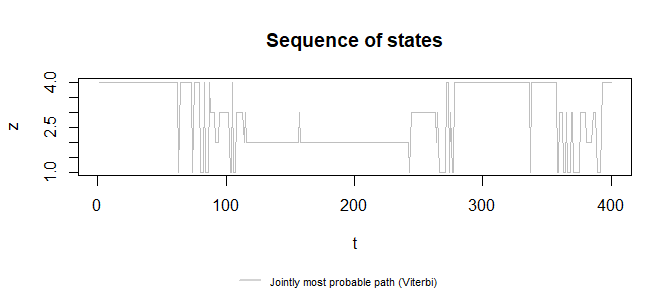 Sequence of states
4.0
2.5
1.0
z
0 100 200 300 400
t
Jointly most probable path (Viterbi)